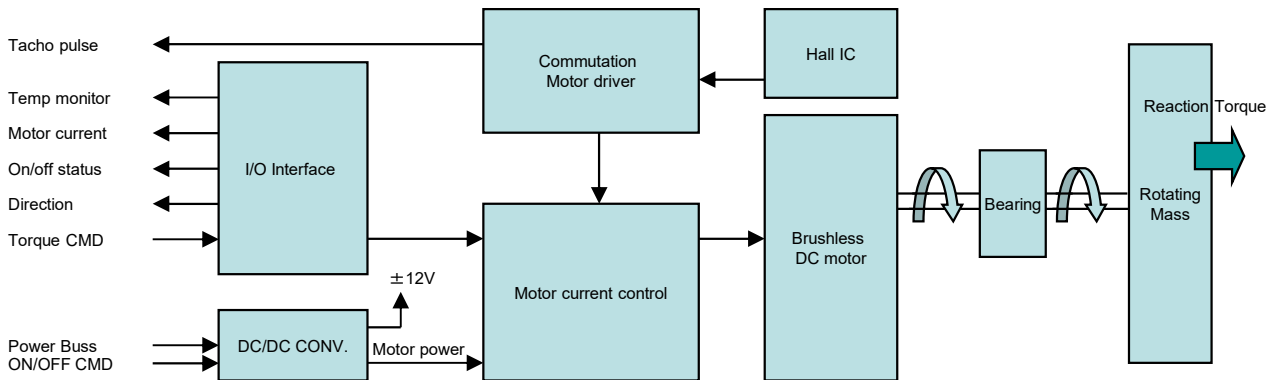 Tacho pulse
Temp monitor
Motor current
On/off status
Direction
Torque CMD
Power Buss
ON/OFF CMD
I/O Interface
DC/DC CONV.
±12V
Motor power
Commutation
Motor driver
Motor current control
Hall IC
Brushless
DC motor
Bearing
Reaction Torque
Rotating
Mass